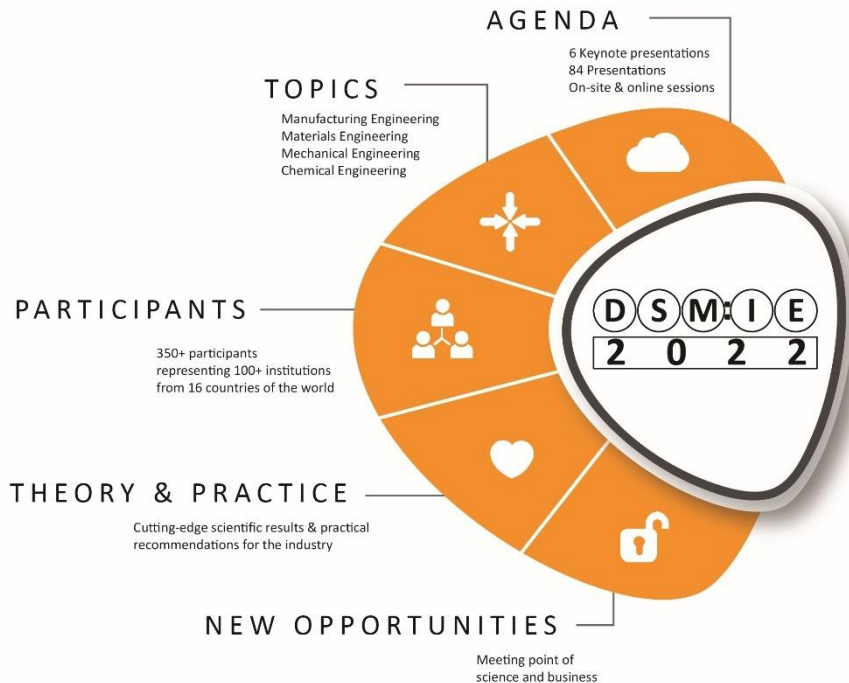 AGENDA
6 Keynote presentations
84 Presentations
On-site & online sessions
TOPICS
Manufacturing Engineering
Materials Engineering
Mechanical Engineering
Chemical Engineering
PARTICIPANTS
350+ participants
representing 100+ institutions
from 16 countries of the world
THEORY & PRACTICE
Cutting-edge scientific results & practical
recommendations for the industry
NEW OPPORTUNITIES
Meeting point of
science and business
DSM:IE
2022